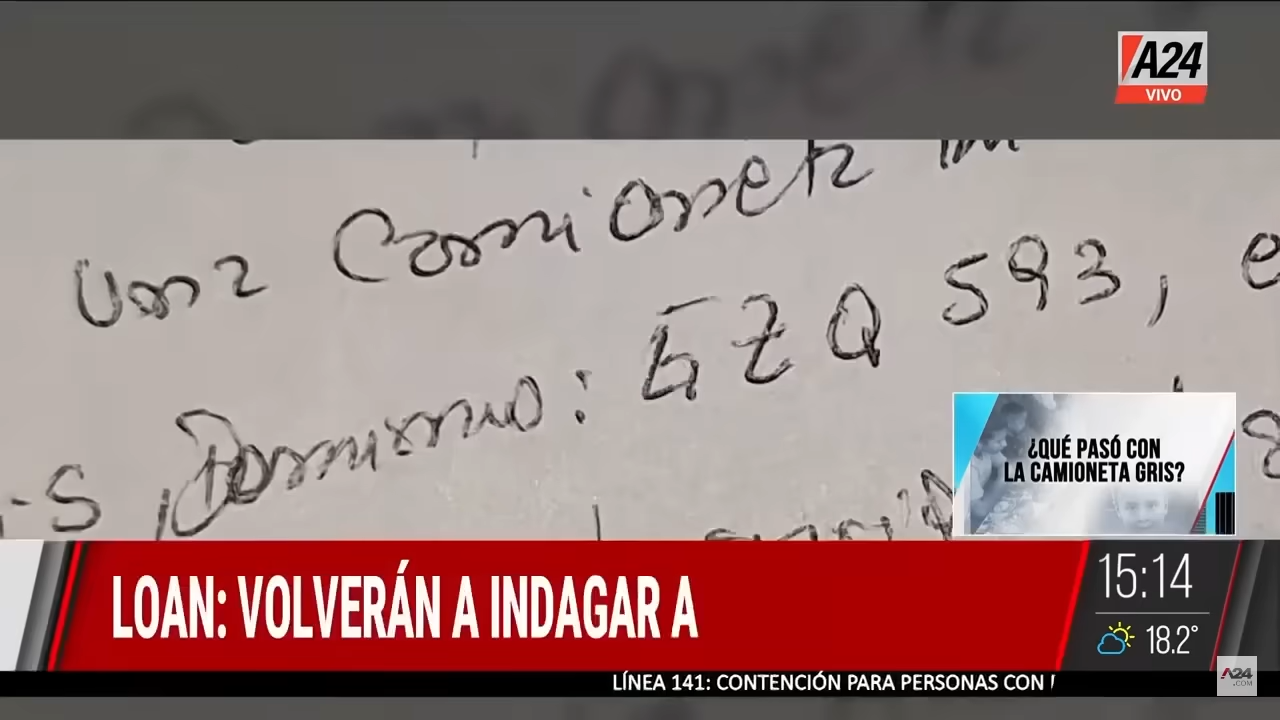 A24
VIVO
una camioneta
-S, Dominio: EZQ 593, e
¿QUÉ PASÓ CON
LA CAMIONETA GRIS?
LOAN: VOLVERÁN A INDAGAR A
15:14
18.2°
LÍNEA 141: CONTENCIÓN PARA PERSONAS CON
A24
.COM